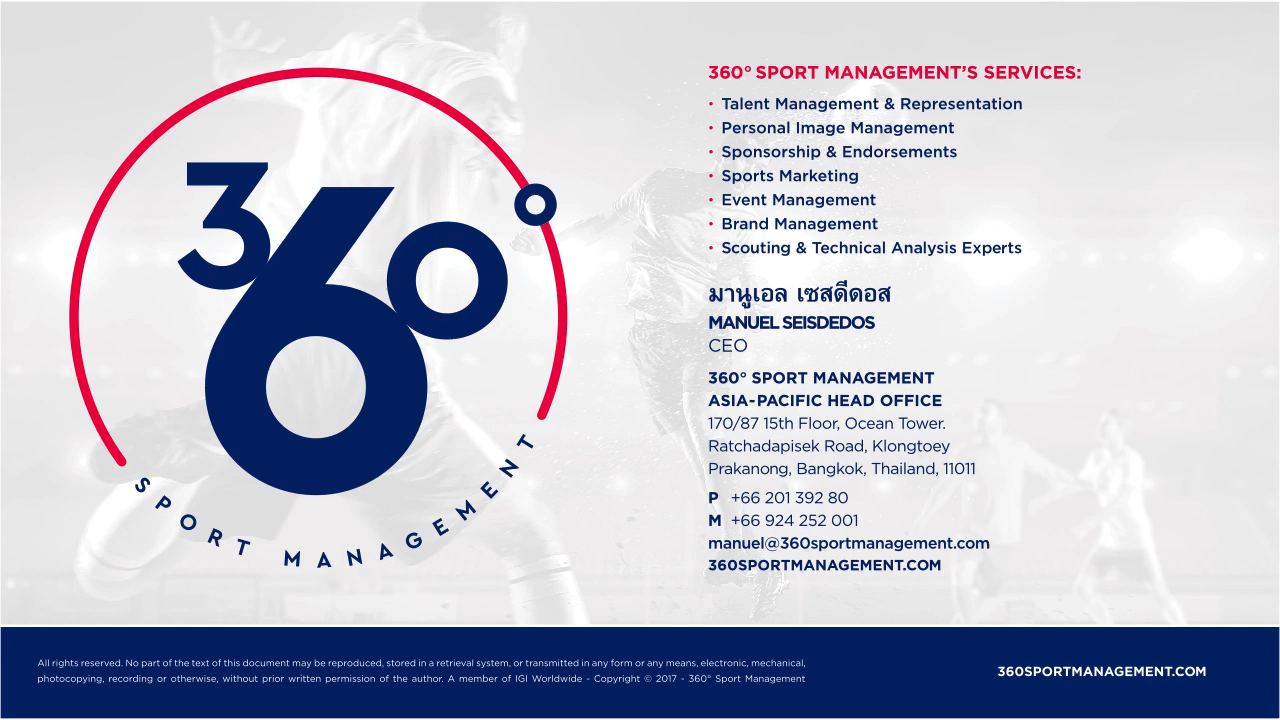 360°
SPORT MANAGEMENT
360° SPORT MANAGEMENT'S SERVICES:
• Talent Management & Representation
• Personal Image Management
• Sponsorship & Endorsements
• Sports Marketing
• Event Management
• Brand Management
• Scouting & Technical Analysis Experts
มานูเอล เซสดีดอส
MANUEL SEISDEDOS
CEO
360° SPORT MANAGEMENT
ASIA-PACIFIC HEAD OFFICE
170/87 15th Floor, Ocean Tower.
Ratchadapisek Road, Klongtoey
Prakanong, Bangkok, Thailand, 11011
P +66 201 392 80
M +66 924 252 001
manuel@360sportmanagement.com
360SPORTMANAGEMENT.COM
All rights reserved. No part of the text of this document may be reproduced, stored in a retrieval system, or transmitted in any form or any means, electronic, mechanical,
photocopying, recording or otherwise, without prior written permission of the author. A member of IGI Worldwide - Copyright © 2017 - 360° Sport Management
360SPORTMANAGEMENT.COM